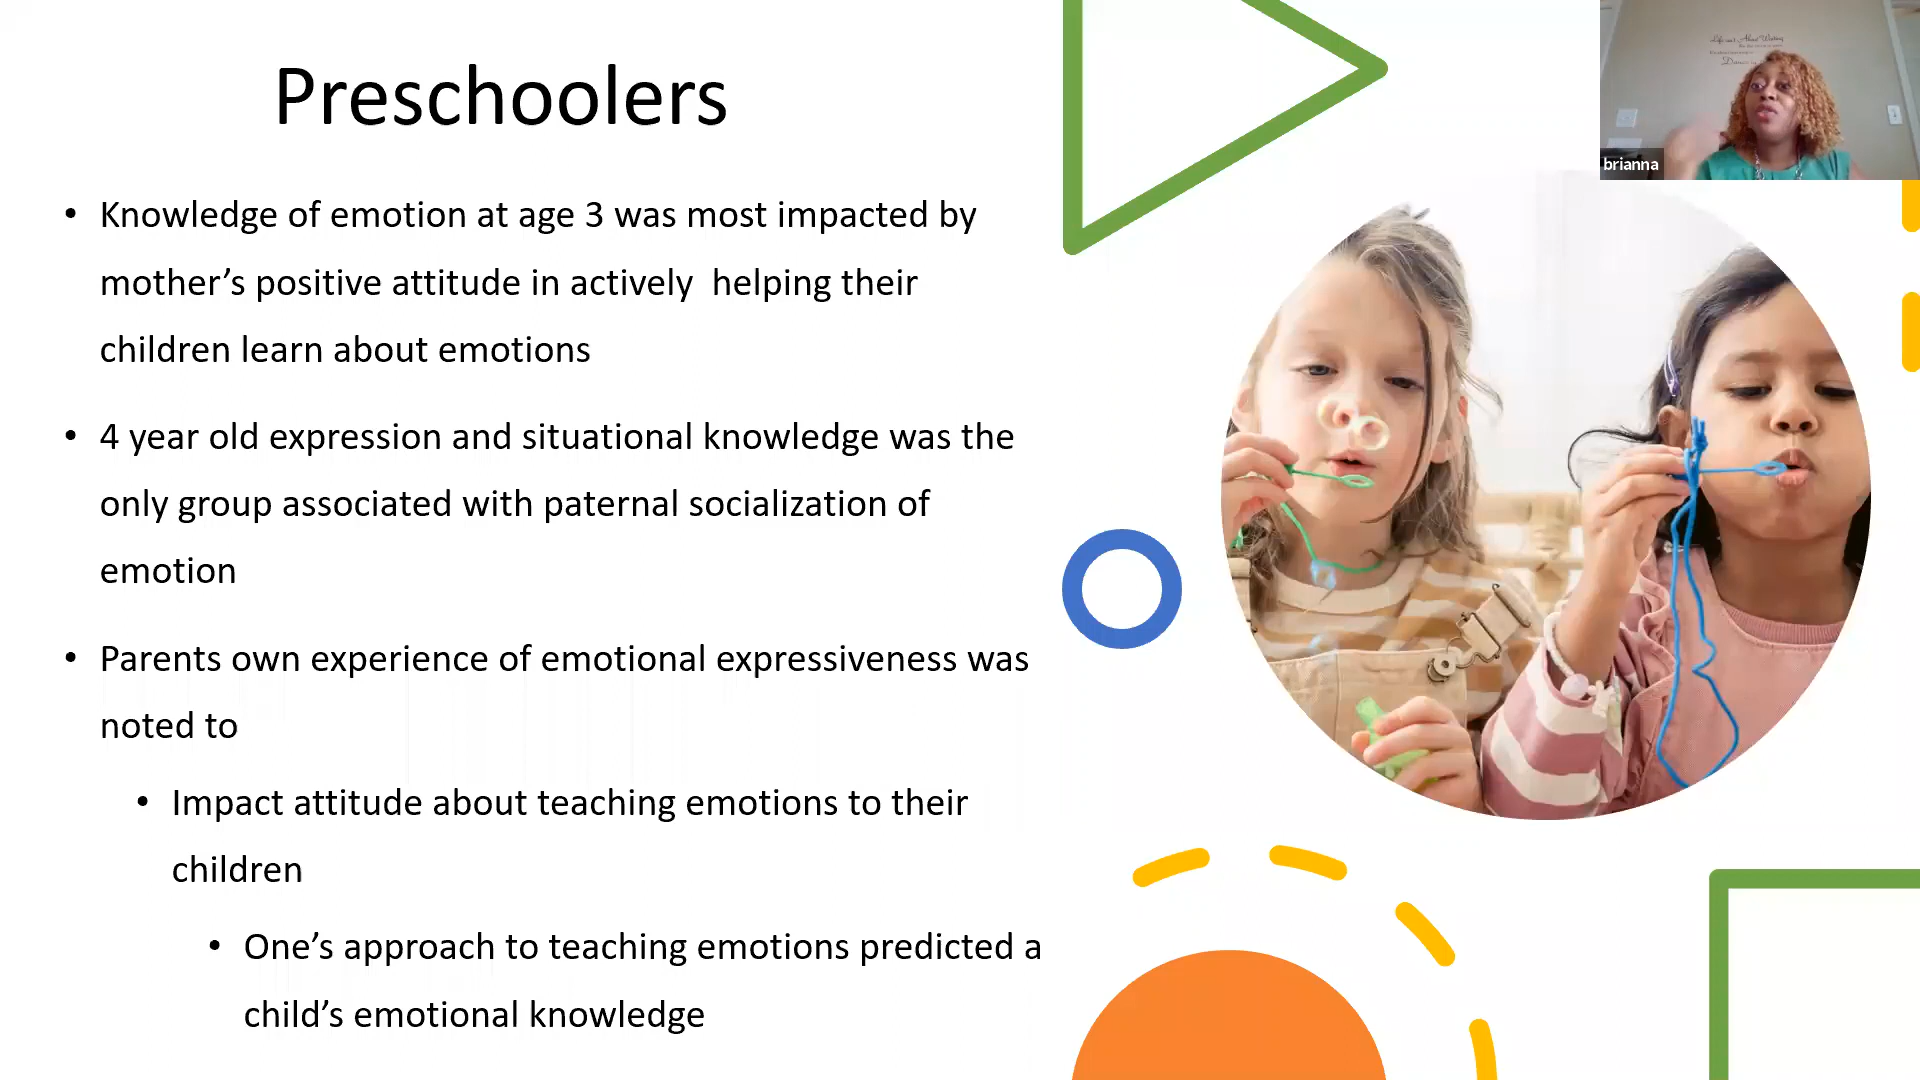 Preschoolers
• Knowledge of emotion at age 3 was most impacted by
mother’s positive attitude in actively  helping their
children learn about emotions
• 4 year old expression and situational knowledge was the
only group associated with paternal socialization of
emotion
• Parents own experience of emotional expressiveness was
noted to
• Impact attitude about teaching emotions to their
children
• One’s approach to teaching emotions predicted a
child’s emotional knowledge
brianna